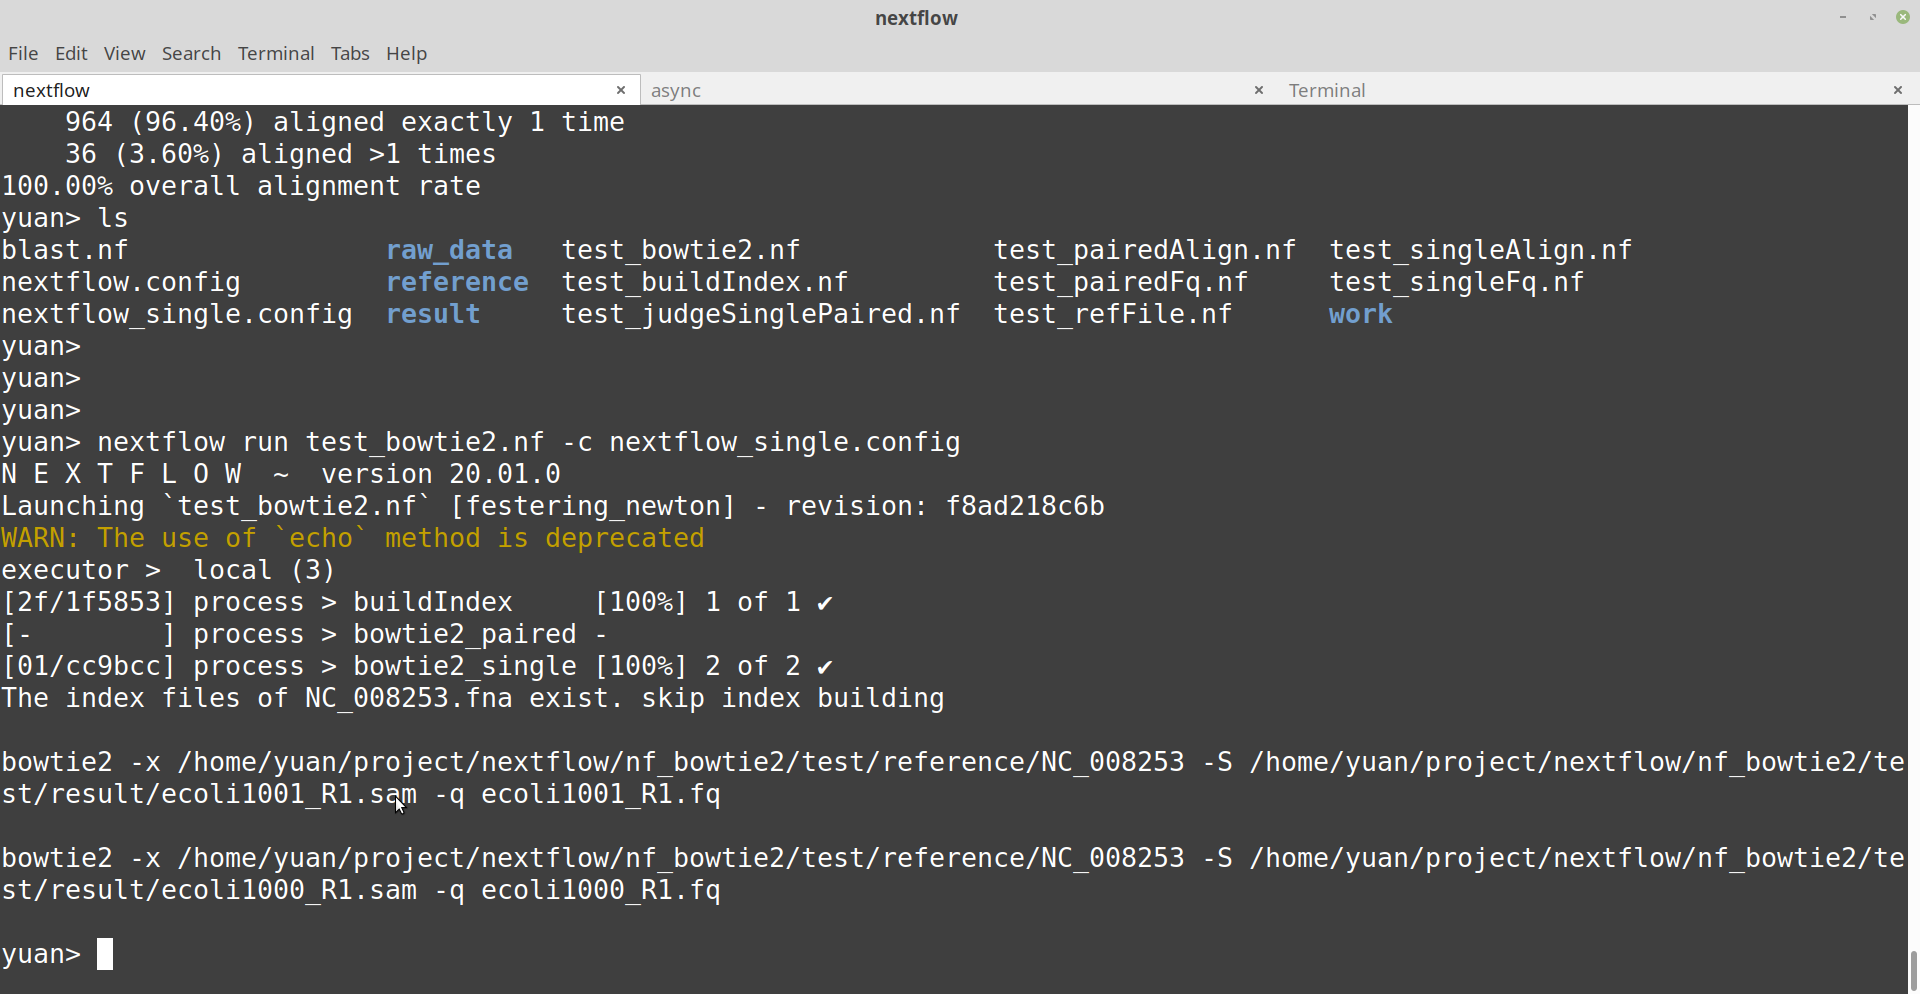 nextflow
File Edit View Search Terminal Tabs Help
nextflow × async × Terminal ×
    964 (96.40%) aligned exactly 1 time
    36 (3.60%) aligned >1 times
100.00% overall alignment rate
yuan> ls
blast.nf                raw_data   test_bowtie2.nf            test_pairedAlign.nf  test_singleAlign.nf
nextflow.config         reference  test_buildIndex.nf         test_pairedFq.nf     test_singleFq.nf
nextflow_single.config  result     test_judgeSinglePaired.nf  test_refFile.nf      work
yuan>
yuan>
yuan>
yuan> nextflow run test_bowtie2.nf -c nextflow_single.config
N E X T F L O W  ~  version 20.01.0
Launching `test_bowtie2.nf` [festering_newton] - revision: f8ad218c6b
WARN: The use of `echo` method is deprecated
executor >  local (3)
[2f/1f5853] process > buildIndex     [100%] 1 of 1 ✔
[-        ] process > bowtie2_paired -
[01/cc9bcc] process > bowtie2_single [100%] 2 of 2 ✔
The index files of NC_008253.fna exist. skip index building
bowtie2 -x /home/yuan/project/nextflow/nf_bowtie2/test/reference/NC_008253 -S /home/yuan/project/nextflow/nf_bowtie2/te
st/result/ecoli1001_R1.sam -q ecoli1001_R1.fq
bowtie2 -x /home/yuan/project/nextflow/nf_bowtie2/test/reference/NC_008253 -S /home/yuan/project/nextflow/nf_bowtie2/te
st/result/ecoli1000_R1.sam -q ecoli1000_R1.fq
yuan>